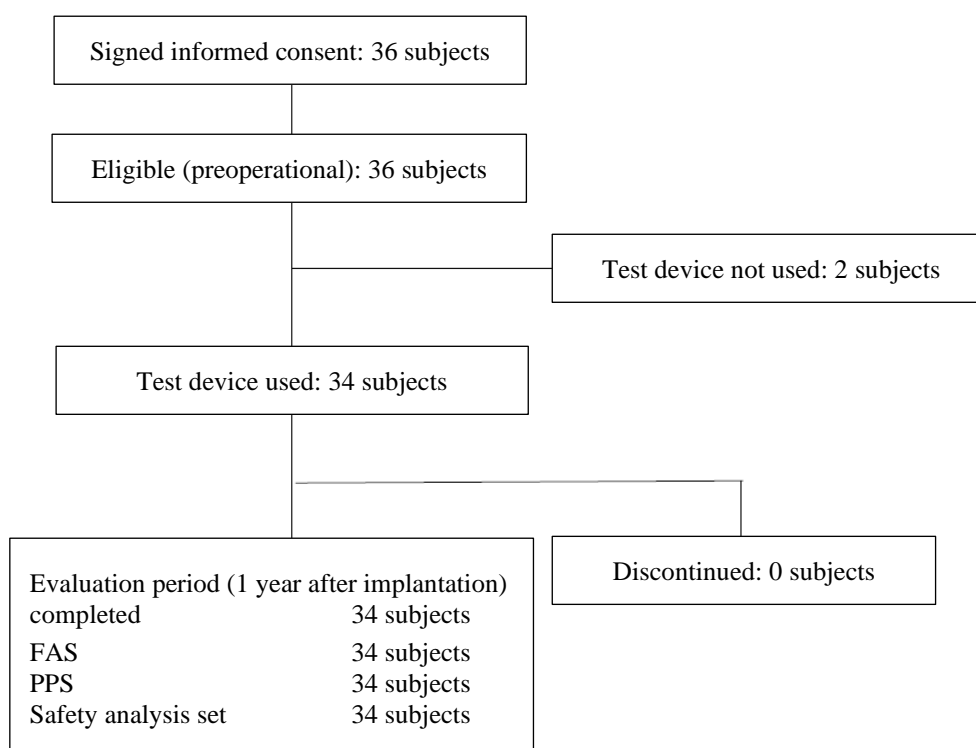 Signed informed consent: 36 subjects
Eligible (preoperational): 36 subjects
Test device not used: 2 subjects
Test device used: 34 subjects
Evaluation period (1 year after implantation)
completed 34 subjects
FAS 34 subjects
PPS 34 subjects
Safety analysis set 34 subjects
Discontinued: 0 subjects